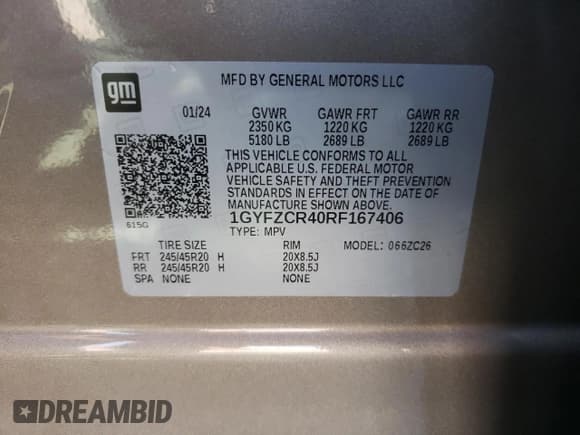 gm
MFD BY GENERAL MOTORS LLC
01/24 GVWR GAWR FRT GAWR RR
2350 KG 1220 KG 1220 KG
5180 LB 2689 LB 2689 LB
THIS VEHICLE CONFORMS TO ALL
APPLICABLE U.S. FEDERAL MOTOR
VEHICLE SAFETY AND THEFT PREVENTION
STANDARDS IN EFFECT ON THE DATE OF
MANUFACTURE SHOWN ABOVE.
615G 1GYFZCR40RF167406
TYPE: MPV MODEL: 066ZC26
TIRE SIZE RIM
FRT 245/45R20 H 20X8.5J
RR 245/45R20 H 20X8.5J
SPA NONE NONE
DREAMBID